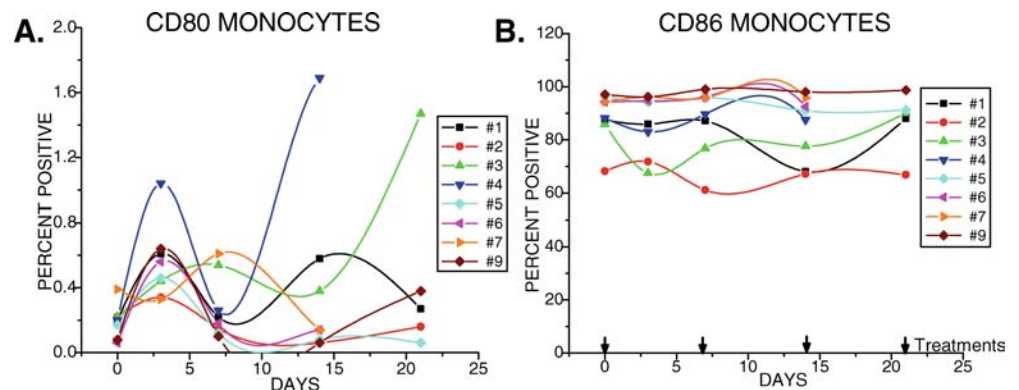 A.
CD80 MONOCYTES
PERCENT POSITIVE
2.0
1.6
1.2
0.8
0.4
0.0
0 5 10 15 20 25
DAYS
#1
#2
#3
#4
#5
#6
#7
#9
B.
CD86 MONOCYTES
PERCENT POSITIVE
120
100
80
60
40
20
0
0 5 10 15 20 25
DAYS
Treatments
#1
#2
#3
#4
#5
#6
#7
#9